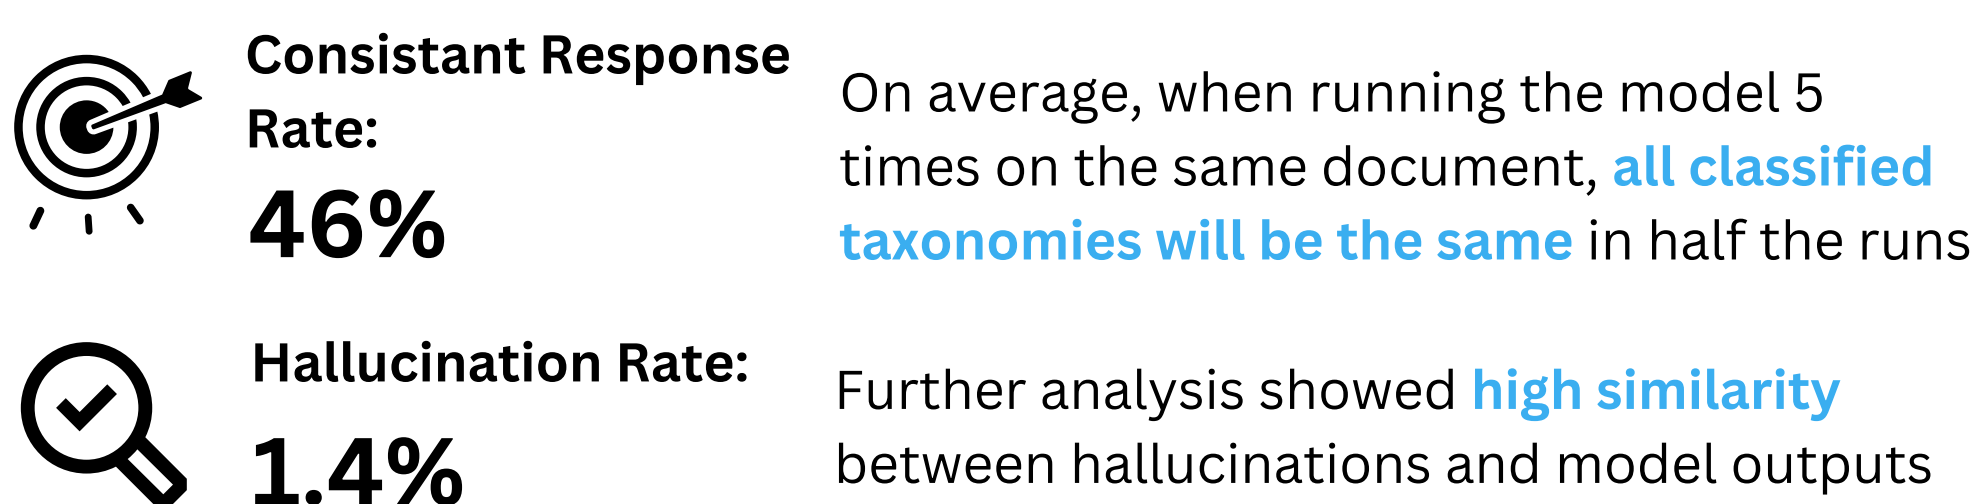 Consistant Response
Rate:
46%
On average, when running the model 5
times on the same document, all classified
taxonomies will be the same in half the runs
Hallucination Rate:
1.4%
Further analysis showed high similarity
between hallucinations and model outputs